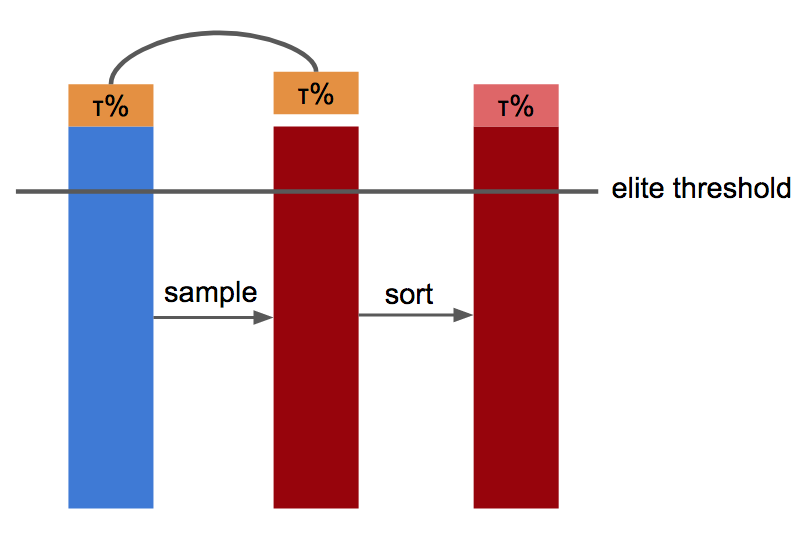 τ%
τ%
τ%
elite threshold
sample
sort